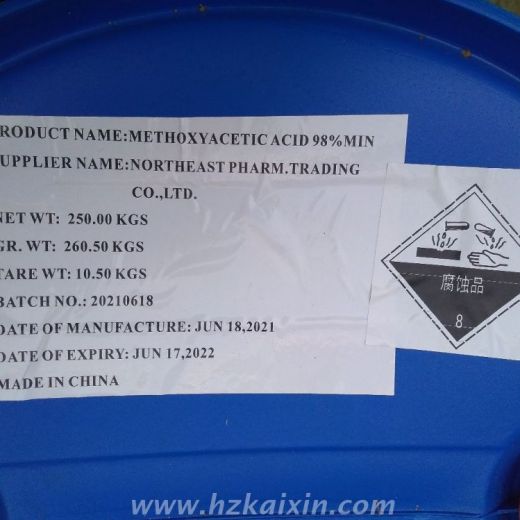 RODUCT NAME:METHOXYACETIC ACID 98%MIN
UPPLIER NAME:NORTHEAST PHARM.TRADING
CO.,LTD.
NET WT: 250.00 KGS
GR. WT: 260.50 KGS
TARE WT: 10.50 KGS
BATCH NO.: 20210618
DATE OF MANUFACTURE: JUN 18,2021
DATE OF EXPIRY: JUN 17,2022
MADE IN CHINA
腐蚀品
8
www.hzkaixin.com